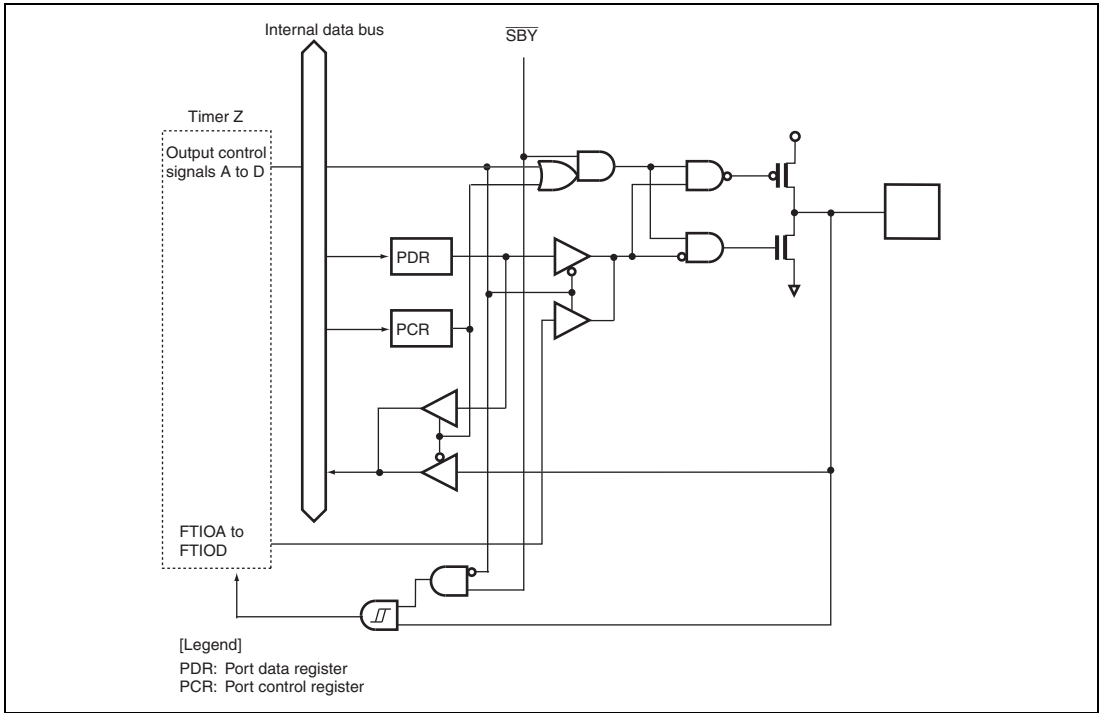 Internal data bus
SBY
Timer Z
Output control
signals A to D
PDR
PCR
FTIOA to
FTIOD
[Legend]
PDR: Port data register
PCR: Port control register